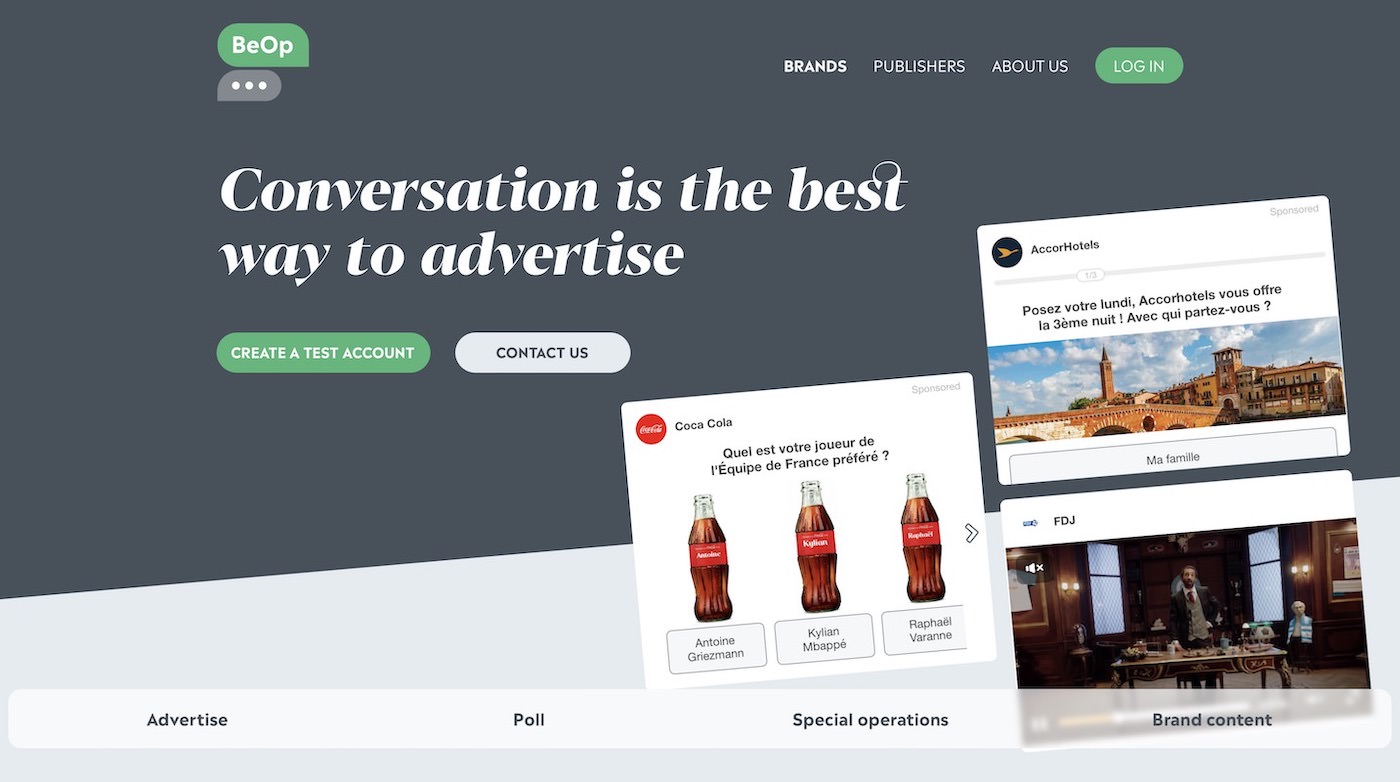 BeOp
BRANDS
PUBLISHERS
ABOUT US
LOG IN
Conversation is the best
way to advertise
CREATE A TEST ACCOUNT
CONTACT US
Sponsored
AccorHotels
1/3
Posez votre lundi, Accorhotels vous offre
la 3ème nuit ! Avec qui partez-vous ?
Ma famille
Sponsored
Coca Cola
Coca-Cola
Quel est votre joueur de
l'Équipe de France préféré ?
Antoine
Kylian
Raphaël
Antoine
Griezmann
Kylian
Mbappé
Raphaël
Varanne
FDJ
Advertise
Poll
Special operations
Brand content